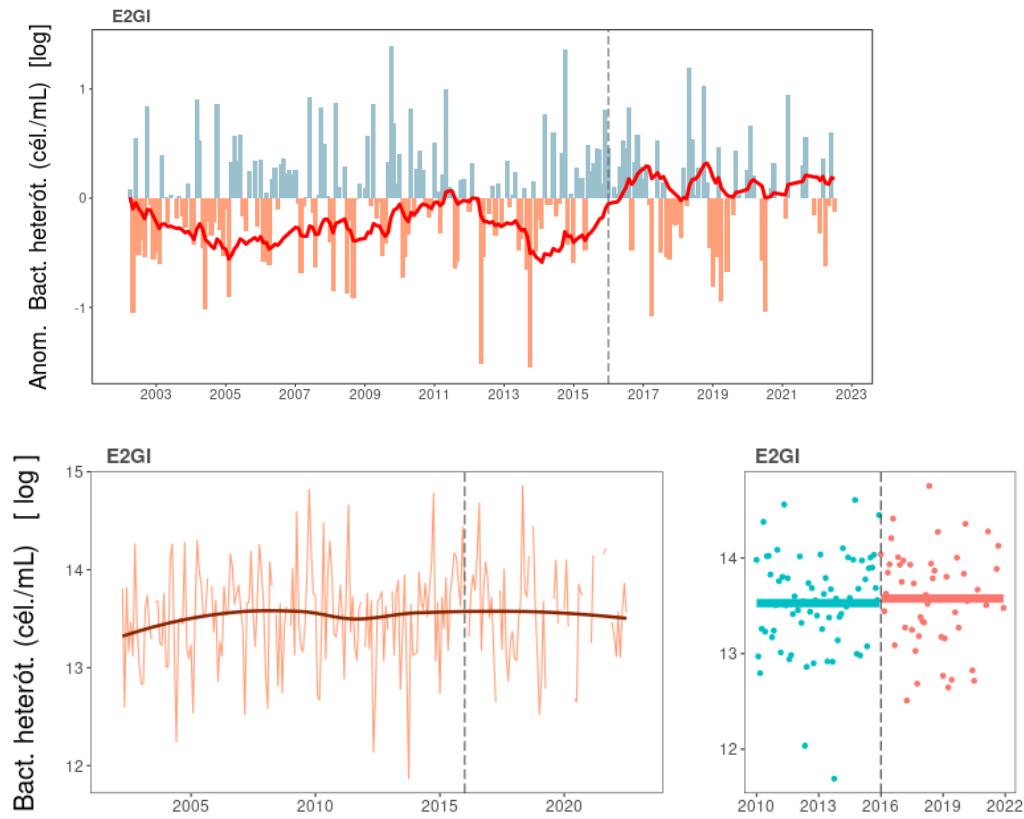 E2GI
Anom. Bact. heterót. (cél./mL) [log]
1
0
-1
2003 2005 2007 2009 2011 2013 2015 2017 2019 2021 2023
E2GI
Bact. heterót. (cél./mL) [ log ]
15
14
13
12
2005 2010 2015 2020
E2GI
14
13
12
2010 2013 2016 2019 2022